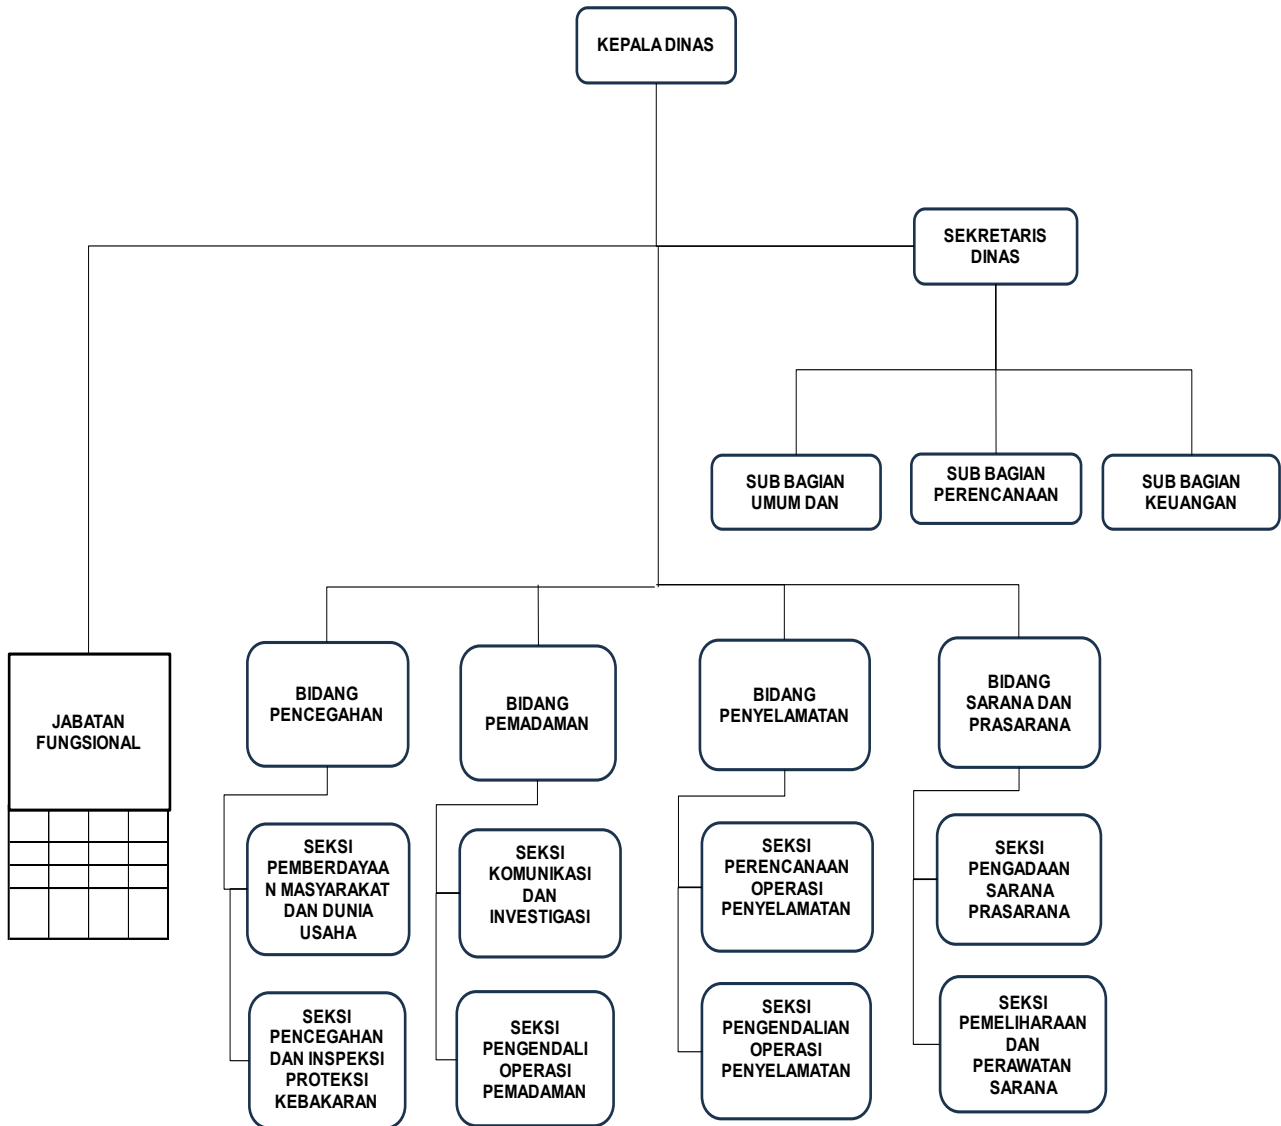 KEPALA DINAS
SEKRETARIS
DINAS
SUB BAGIAN
UMUM DAN
SUB BAGIAN
PERENCANAAN
SUB BAGIAN
KEUANGAN
JABATAN
FUNGSIONAL
BIDANG
PENCEGAHAN
BIDANG
PEMADAMAN
BIDANG
PENYELAMATAN
BIDANG
SARANA DAN
PRASARANA
SEKSI
PEMBERDAYAA
N MASYARAKAT
DAN DUNIA
USAHA
SEKSI
KOMUNIKASI
DAN
INVESTIGASI
SEKSI
PERENCANAAN
OPERASI
PENYELAMATAN
SEKSI
PENGADAAN
SARANA
PRASARANA
SEKSI
PENCEGAHAN
DAN INSPEKSI
PROTEKSI
KEBAKARAN
SEKSI
PENGENDALI
OPERASI
PEMADAMAN
SEKSI
PENGENDALIAN
OPERASI
PENYELAMATAN
SEKSI
PEMELIHARAAN
DAN
PERAWATAN
SARANA